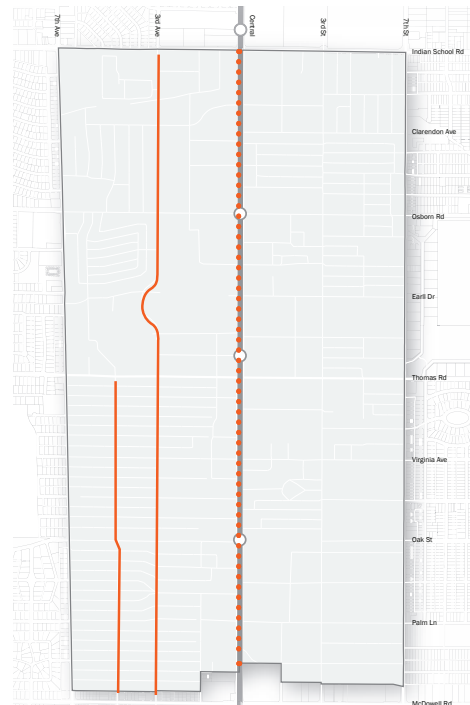 7th Ave
3rd Ave
Central
3rd St
7th St
Indian School Rd
Clarendon Ave
Osborn Rd
Earll Dr
Thomas Rd
Virginia Ave
Oak St
Palm Ln
McDowell Rd